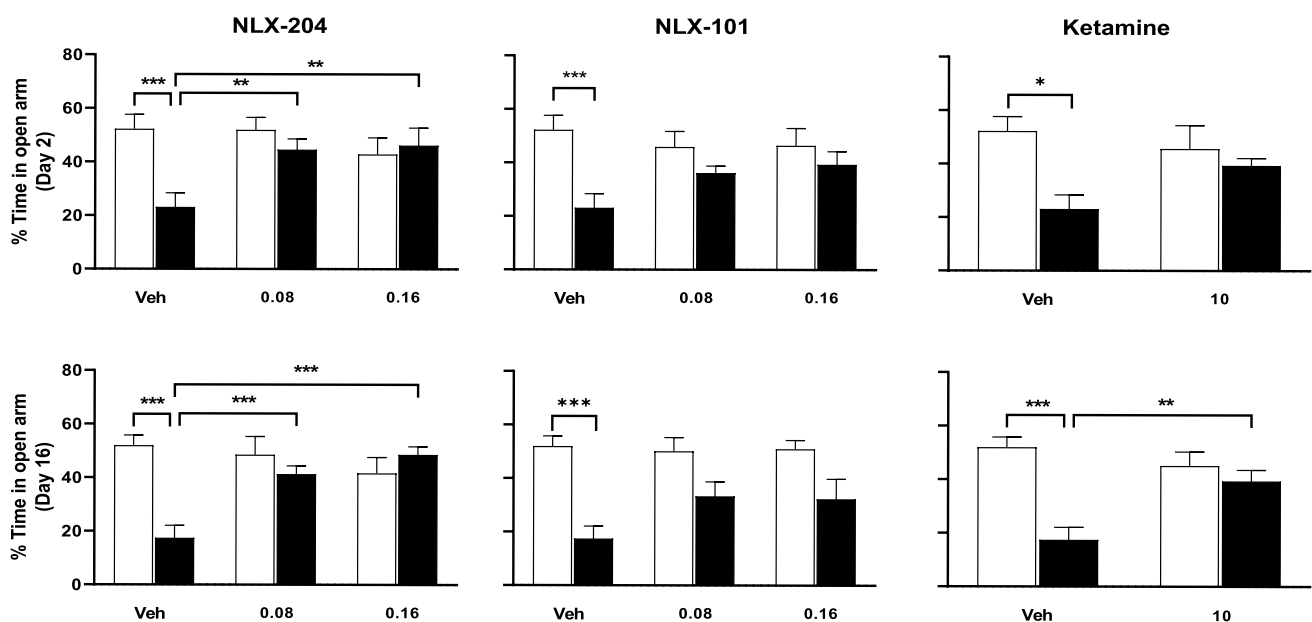 NLX-204 NLX-101 Ketamine
% Time in open arm
(Day 2)
80
60
40
20
0
*** ** **
***
*
Veh 0.08 0.16 Veh 0.08 0.16 Veh 10
% Time in open arm
(Day 16)
80
60
40
20
0
*** *** ***
***
*** **
Veh 0.08 0.16 Veh 0.08 0.16 Veh 10